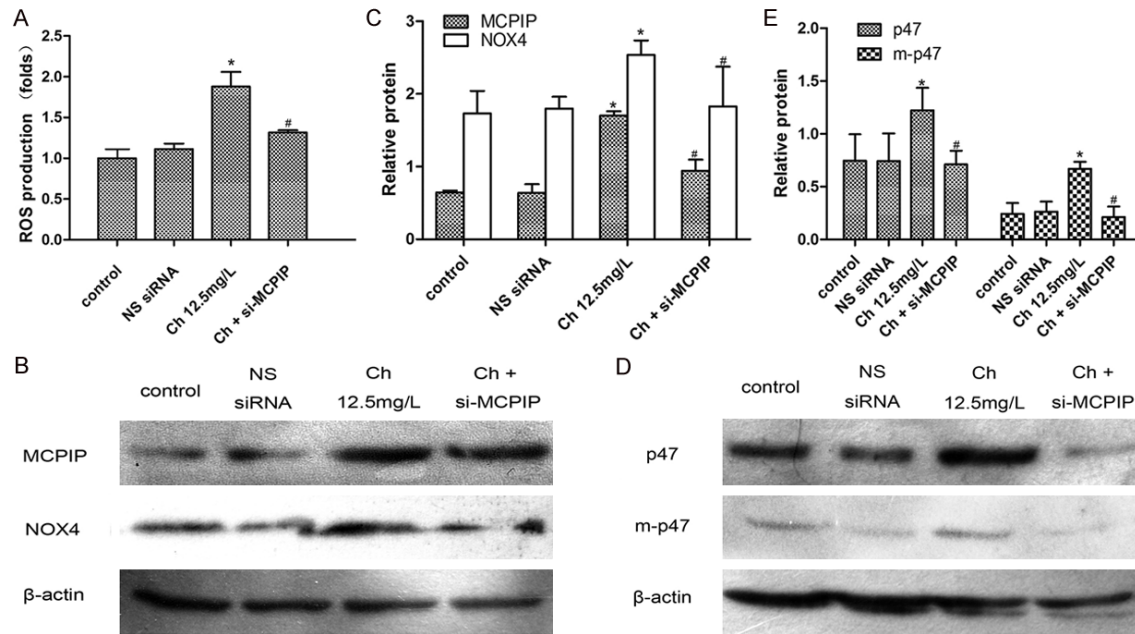 A
ROS production (folds)
2.5
2.0
1.5
1.0
0.5
0.0
*
#
control
NS siRNA
Ch 12.5mg/L
Ch + si-MCPIP
C
MCPIP
NOX4
Relative protein
3
2
1
0
*
*
#
#
control
NS siRNA
Ch 12.5mg/L
Ch + si-MCPIP
E
p47
m-p47
Relative protein
2.0
1.5
1.0
0.5
0.0
*
#
*
#
control
NS siRNA
Ch 12.5mg/L
Ch + si-MCPIP
control
NS siRNA
Ch 12.5mg/L
Ch + si-MCPIP
B
control
NS
siRNA
Ch
12.5mg/L
Ch +
si-MCPIP
MCPIP
NOX4
β-actin
D
control
NS
siRNA
Ch
12.5mg/L
Ch +
si-MCPIP
p47
m-p47
β-actin